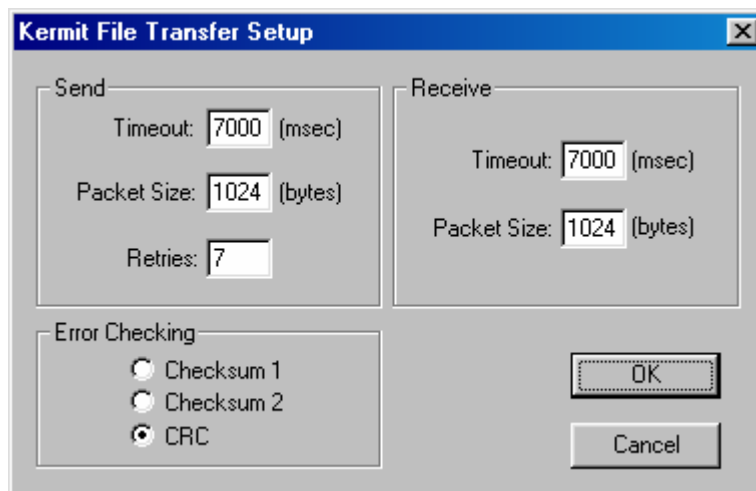 Kermit File Transfer Setup
Send
Timeout: 7000 (msec)
Packet Size: 1024 (bytes)
Retries: 7
Receive
Timeout: 7000 (msec)
Packet Size: 1024 (bytes)
Error Checking
Checksum 1
Checksum 2
CRC
OK
Cancel